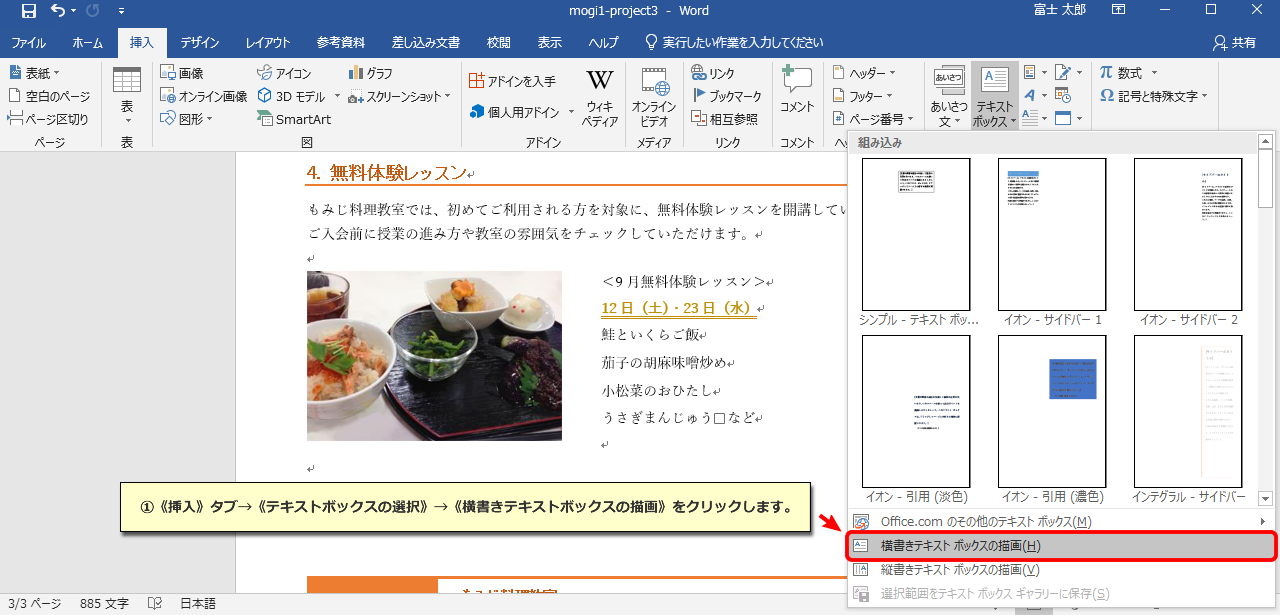 mogi1-project3 - Word
富士 太郎
ファイル ホーム 挿入 デザイン レイアウト 参考資料 差し込み文書 校閲 表示 ヘルプ 実行したい作業を入力してください 共有
表紙
空白のページ
ページ区切り
ページ
表
表
画像
オンライン画像
図形
アイコン
3D モデル
SmartArt
グラフ
スクリーンショット
図
アドインを入手
個人用アドイン
ウィキ
ペディア
アドイン
オンライン
ビデオ
メディア
リンク
ブックマーク
相互参照
リンク
コメント
コメント
ヘッダー
フッター
ページ番号
あいさつ
あいさつ
文
テキスト
ボックス
数式
記号と特殊文字
組み込み
シンプル - テキスト ボッ...
イオン - サイドバー 1
イオン - サイドバー 2
イオン - 引用 (淡色)
イオン - 引用 (濃色)
インテグラル - サイドバー
Office.com のその他のテキスト ボックス(M)
横書きテキスト ボックスの描画(H)
縦書きテキスト ボックスの描画(V)
選択範囲をテキスト ボックス ギャラリーに保存(S)
4. 無料体験レッスン
もみじ料理教室では、初めてご参加される方を対象に、無料体験レッスンを開講してい
ご入会前に授業の進み方や教室の雰囲気をチェックしていただけます。
＜9 月無料体験レッスン＞
12 日（土）・23 日（水）
鮭といくらご飯
茄子の胡麻味噌炒め
小松菜のおひたし
うさぎまんじゅう□など
①《挿入》タブ→《テキストボックスの選択》→《横書きテキストボックスの描画》をクリックします。
もみじ料理教室
3/3 ページ 885 文字 日本語